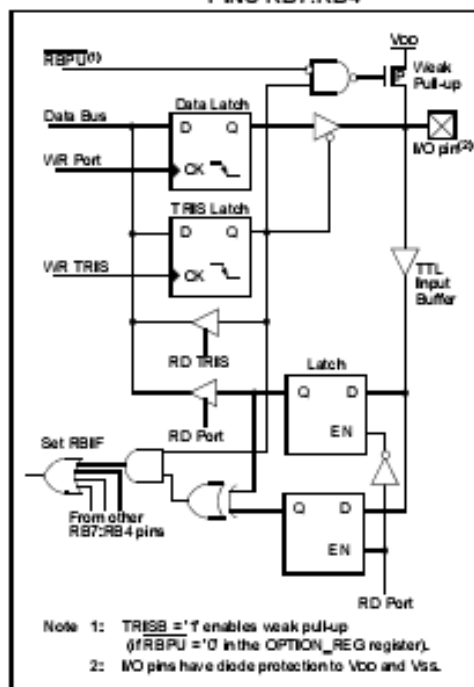 PINS RB7:RB4
VDD
RBPU(1)
Weak
Pull-up
Data Bus
Data Latch
D Q
I/O pin(2)
WR Port
CK
TRIS Latch
D Q
WR TRIS
CK
TTL
Input
Buffer
RD TRIS
Latch
Q D
RD Port
EN
Set RBIF
From other
RB7:RB4 pins
Q D
EN
RD Port
Note 1: TRISB = '1' enables weak pull-up
(if RBPU = '0' in the OPTION_REG register).
2: I/O pins have diode protection to VDD and VSS.